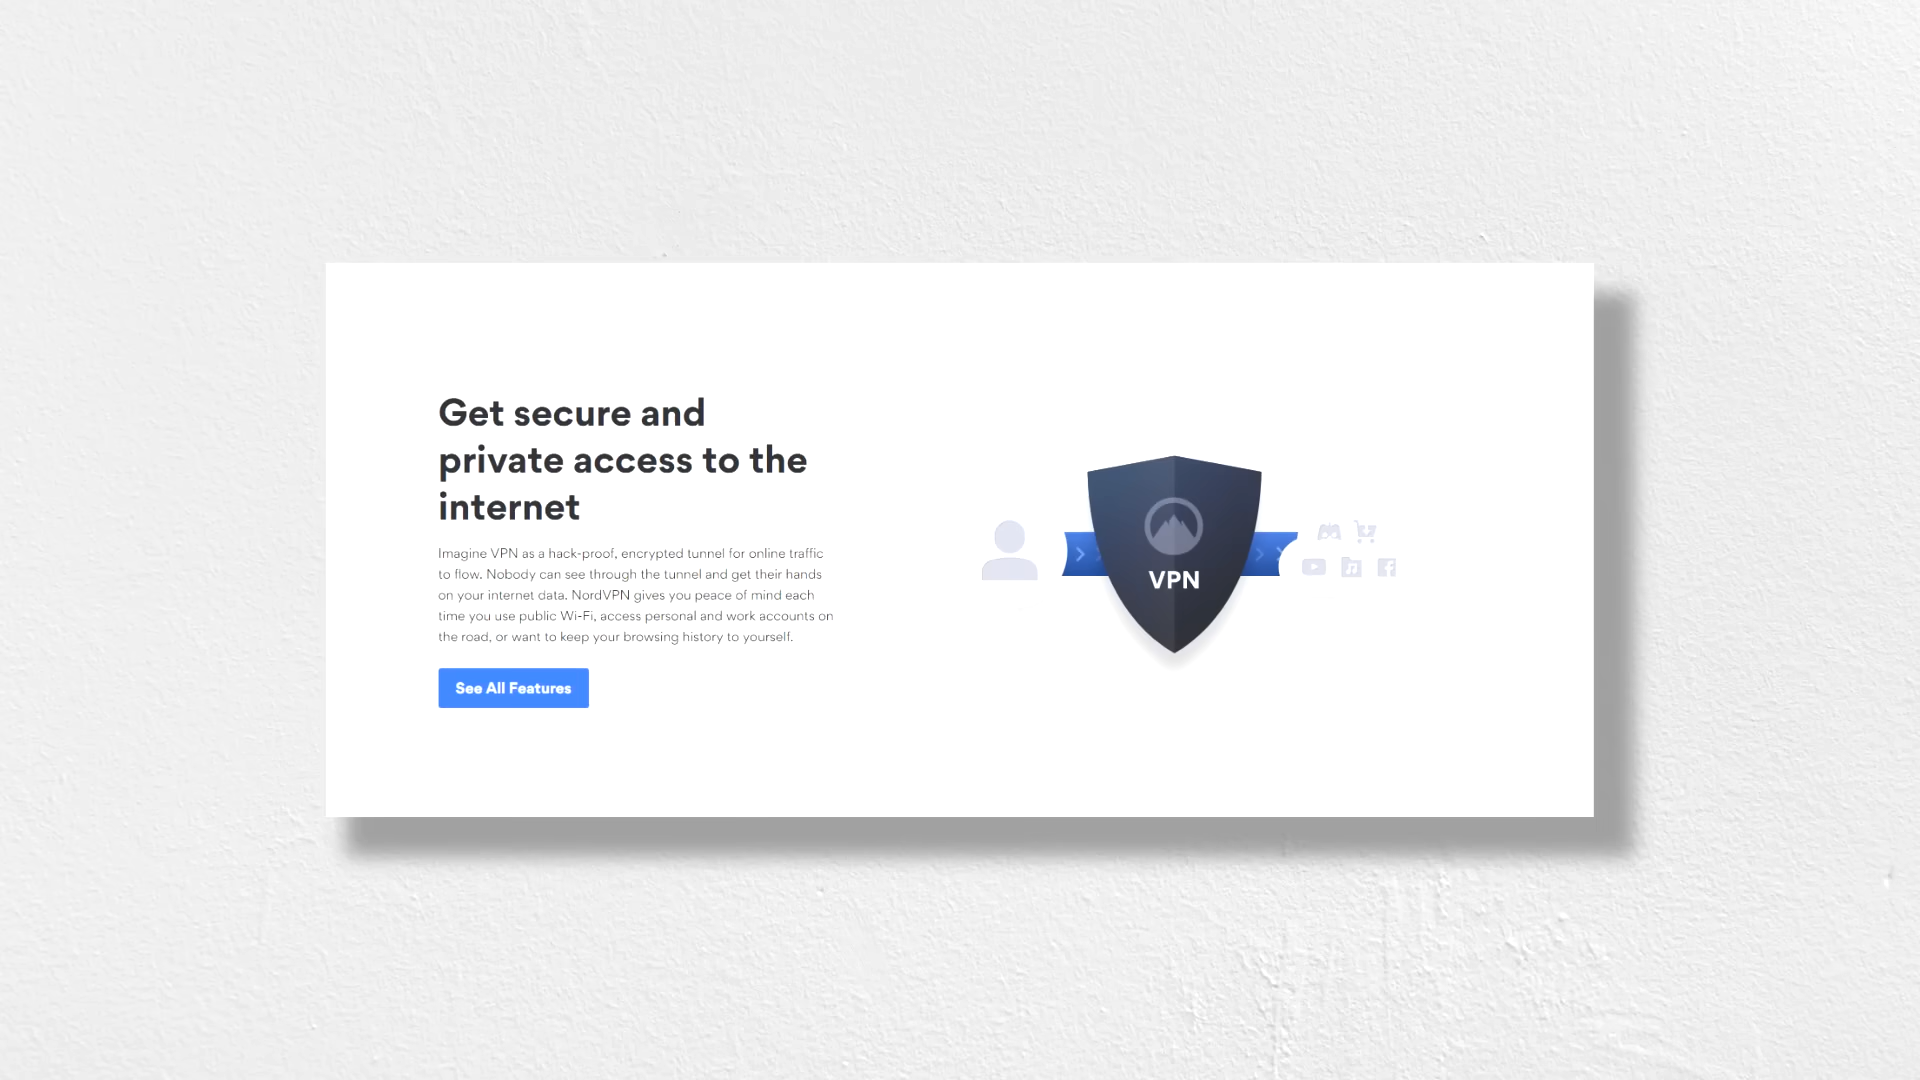 Get secure and
private access to the
internet
Imagine VPN as a hack-proof, encrypted tunnel for online traffic
to flow. Nobody can see through the tunnel and get their hands
on your internet data. NordVPN gives you peace of mind each
time you use public Wi-Fi, access personal and work accounts on
the road, or want to keep your browsing history to yourself.
See All Features
VPN